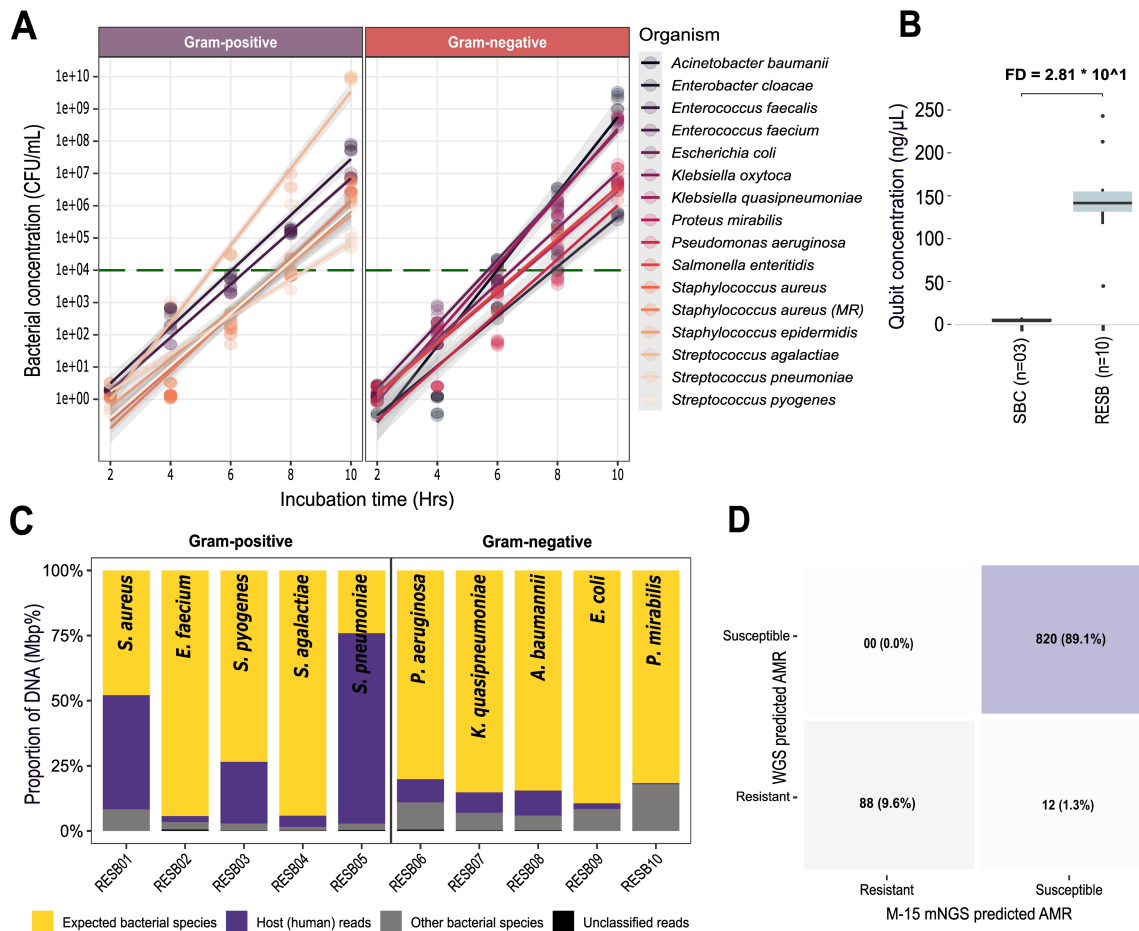 A
Gram-positive
Gram-negative
Bacterial concentration (CFU/mL)
1e+10
1e+09
1e+08
1e+07
1e+06
1e+05
1e+04
1e+03
1e+02
1e+01
1e+00
2
4
6
8
10
2
4
6
8
10
Incubation time (Hrs)
Organism
Acinetobacter baumanii
Enterobacter cloacae
Enterococcus faecalis
Enterococcus faecium
Escherichia coli
Klebsiella oxytoca
Klebsiella quasipneumoniae
Proteus mirabilis
Pseudomonas aeruginosa
Salmonella enteritidis
Staphylococcus aureus
Staphylococcus aureus (MR)
Staphylococcus epidermidis
Streptococcus agalactiae
Streptococcus pneumoniae
Streptococcus pyogenes
B
FD = 2.81 * 10^1
Qubit concentration (ng/µL)
250
200
150
100
50
0
SBC (n=03)
RESB (n=10)
C
Gram-positive
Gram-negative
Proportion of DNA (Mbp%)
100%
75%
50%
25%
0%
S. aureus
E. faecium
S. pyogenes
S. agalactiae
S. pneumoniae
P. aeruginosa
K. quasipneumoniae
A. baumannii
E. coli
P. mirabilis
RESB01
RESB02
RESB03
RESB04
RESB05
RESB06
RESB07
RESB08
RESB09
RESB10
Expected bacterial species
Host (human) reads
Other bacterial species
Unclassified reads
D
WGS predicted AMR
Susceptible
Resistant
00 (0.0%)
820 (89.1%)
88 (9.6%)
12 (1.3%)
Resistant
Susceptible
M-15 mNGS predicted AMR